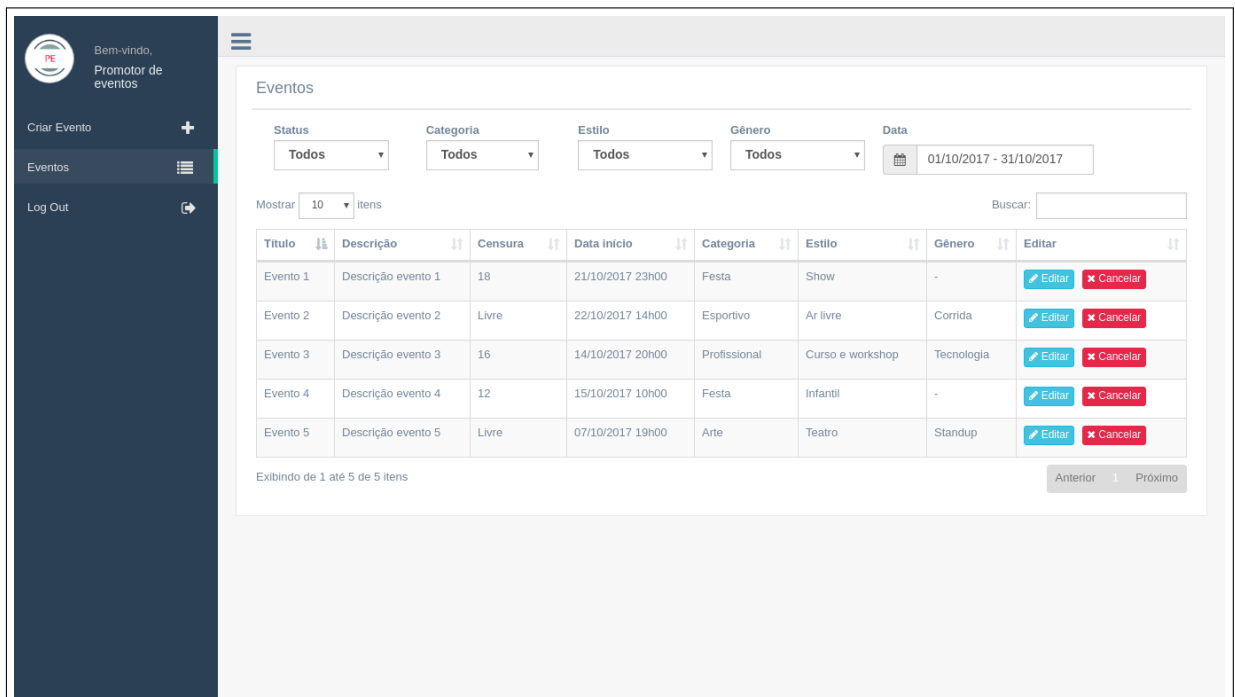 PE
Bem-vindo,
Promotor de
eventos
Criar Evento
Eventos
Log Out
Eventos
Status Categoria Estilo Gênero Data
Todos Todos Todos Todos 01/10/2017 - 31/10/2017
Mostrar 10 itens Buscar:
Título Descrição Censura Data início Categoria Estilo Gênero Editar
Evento 1 Descrição evento 1 18 21/10/2017 23h00 Festa Show - Editar Cancelar
Evento 2 Descrição evento 2 Livre 22/10/2017 14h00 Esportivo Ar livre Corrida Editar Cancelar
Evento 3 Descrição evento 3 16 14/10/2017 20h00 Profissional Curso e workshop Tecnologia Editar Cancelar
Evento 4 Descrição evento 4 12 15/10/2017 10h00 Festa Infantil - Editar Cancelar
Evento 5 Descrição evento 5 Livre 07/10/2017 19h00 Arte Teatro Standup Editar Cancelar
Exibindo de 1 até 5 de 5 itens Anterior 1 Próximo